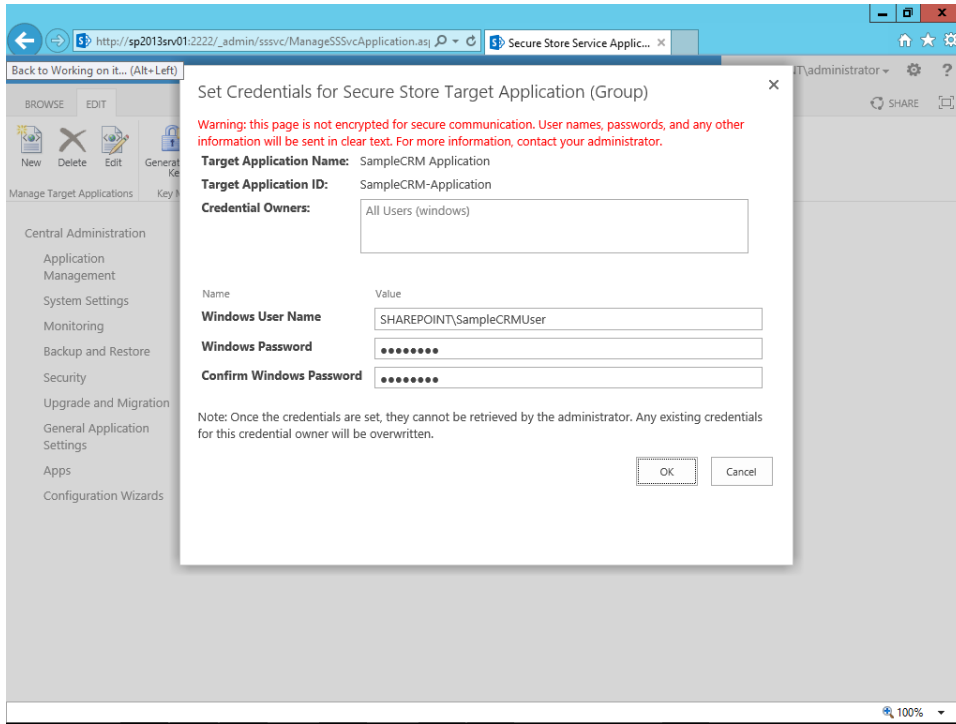 http://sp2013srv01:2222/_admin/sssvc/ManageSSSvcApplication.as
Secure Store Service Applic...
Back to Working on it... (Alt+Left)
NT\administrator
?
BROWSE
EDIT
SHARE
New
Delete
Edit
Generat
Ke
Manage Target Applications
Key
Central Administration
Application
Management
System Settings
Monitoring
Backup and Restore
Security
Upgrade and Migration
General Application
Settings
Apps
Configuration Wizards
Set Credentials for Secure Store Target Application (Group)
Warning: this page is not encrypted for secure communication. User names, passwords, and any other
information will be sent in clear text. For more information, contact your administrator.
Target Application Name: SampleCRM Application
Target Application ID: SampleCRM-Application
Credential Owners: All Users (windows)
Name Value
Windows User Name SHAREPOINT\SampleCRMUser
Windows Password ●●●●●●●●
Confirm Windows Password ●●●●●●●●
Note: Once the credentials are set, they cannot be retrieved by the administrator. Any existing credentials
for this credential owner will be overwritten.
OK
Cancel
100%